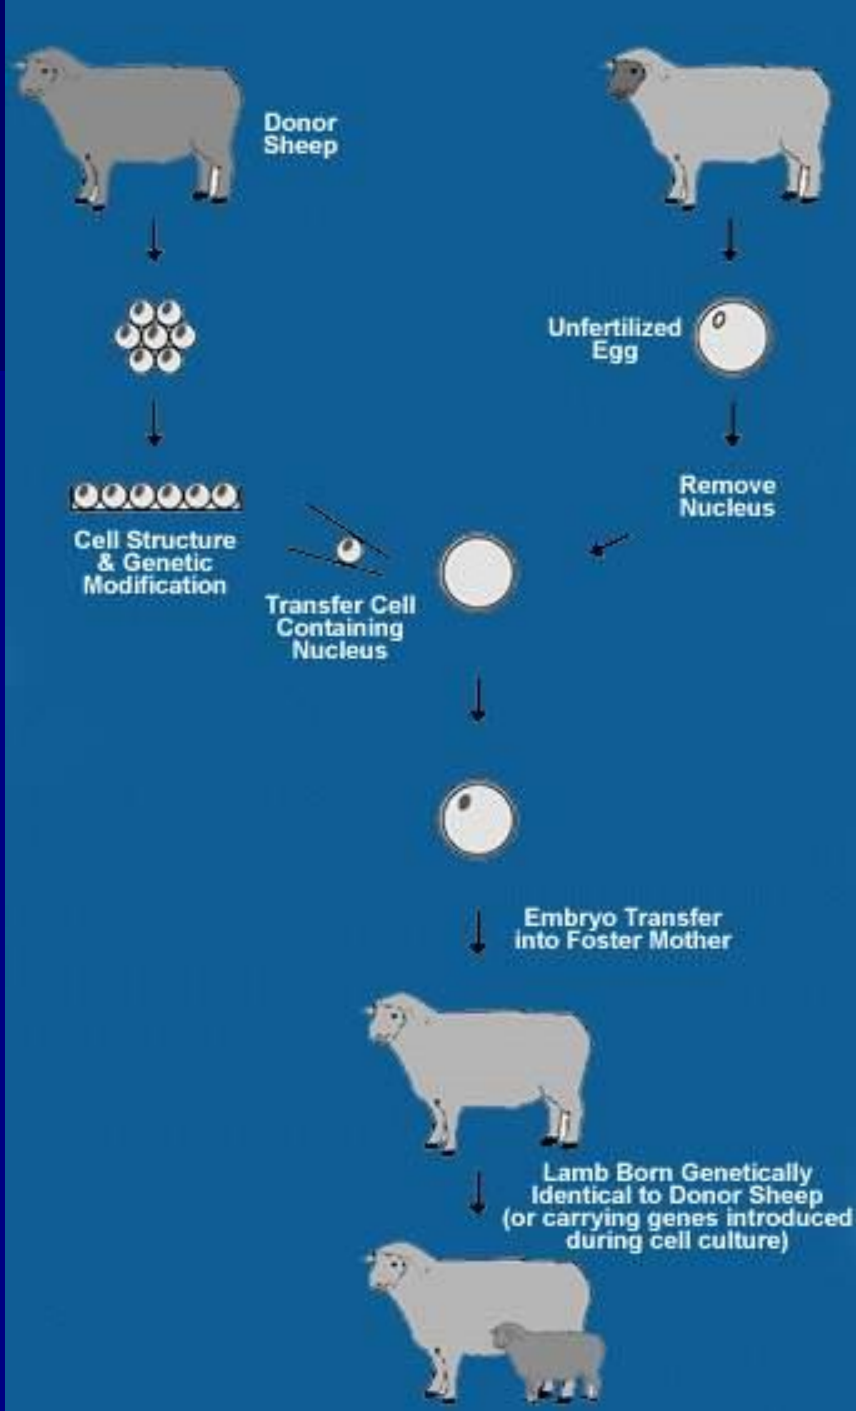 Donor
Sheep
Unfertilized
Egg
Remove
Nucleus
Cell Structure
& Genetic
Modification
Transfer Cell
Containing
Nucleus
Embryo Transfer
into Foster Mother
Lamb Born Genetically
Identical to Donor Sheep
(or carrying genes introduced
during cell culture)